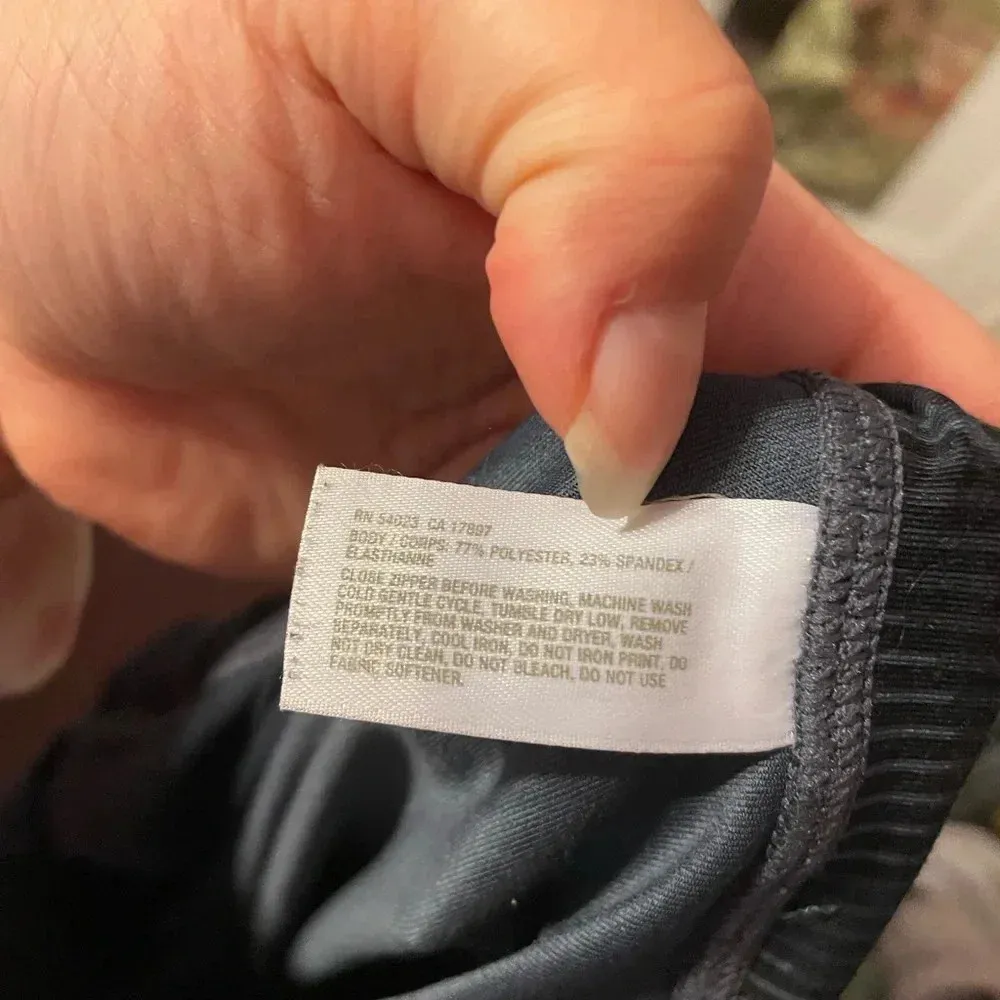 RN 54023 CA 17897
BODY / CORPS: 77% POLYESTER, 23% SPANDEX /
ELASTHANNE
CLOSE ZIPPER BEFORE WASHING, MACHINE WASH
COLD GENTLE CYCLE, TUMBLE DRY LOW, REMOVE
PROMPTLY FROM WASHER AND DRYER, WASH
SEPARATELY, COOL IRON, DO NOT IRON PRINT, DO
NOT DRY CLEAN, DO NOT BLEACH, DO NOT USE
FABRIC SOFTENER.